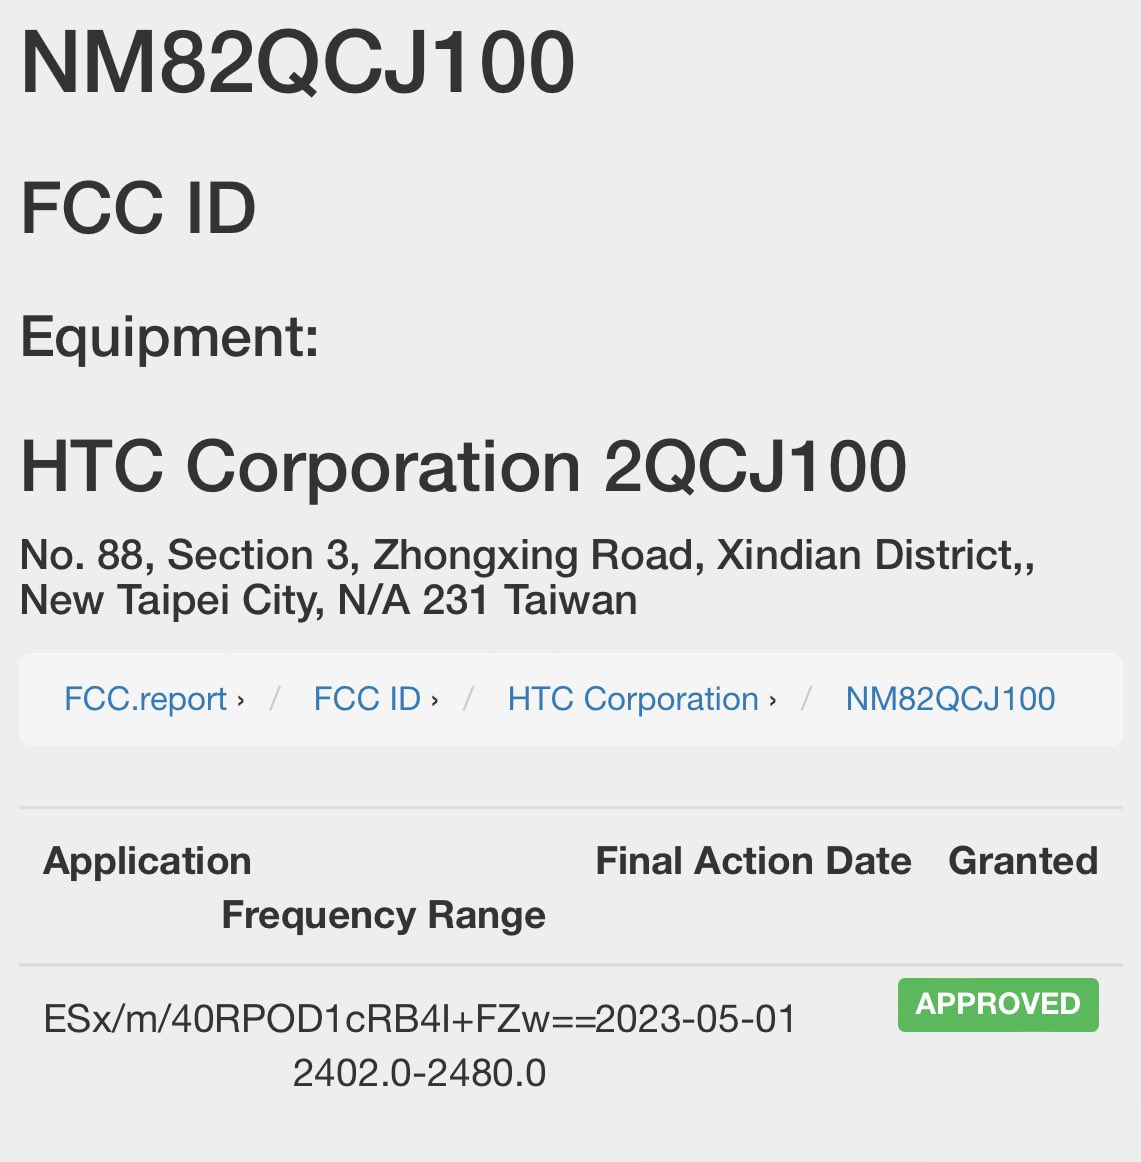 NM82QCJ100
FCC ID
Equipment:
HTC Corporation 2QCJ100
No. 88, Section 3, Zhongxing Road, Xindian District,,
New Taipei City, N/A 231 Taiwan
FCC.report › / FCC ID › / HTC Corporation › / NM82QCJ100
Application Final Action Date Granted
Frequency Range
ESx/m/40RPOD1cRB4I+FZw==2023-05-01 APPROVED
2402.0-2480.0